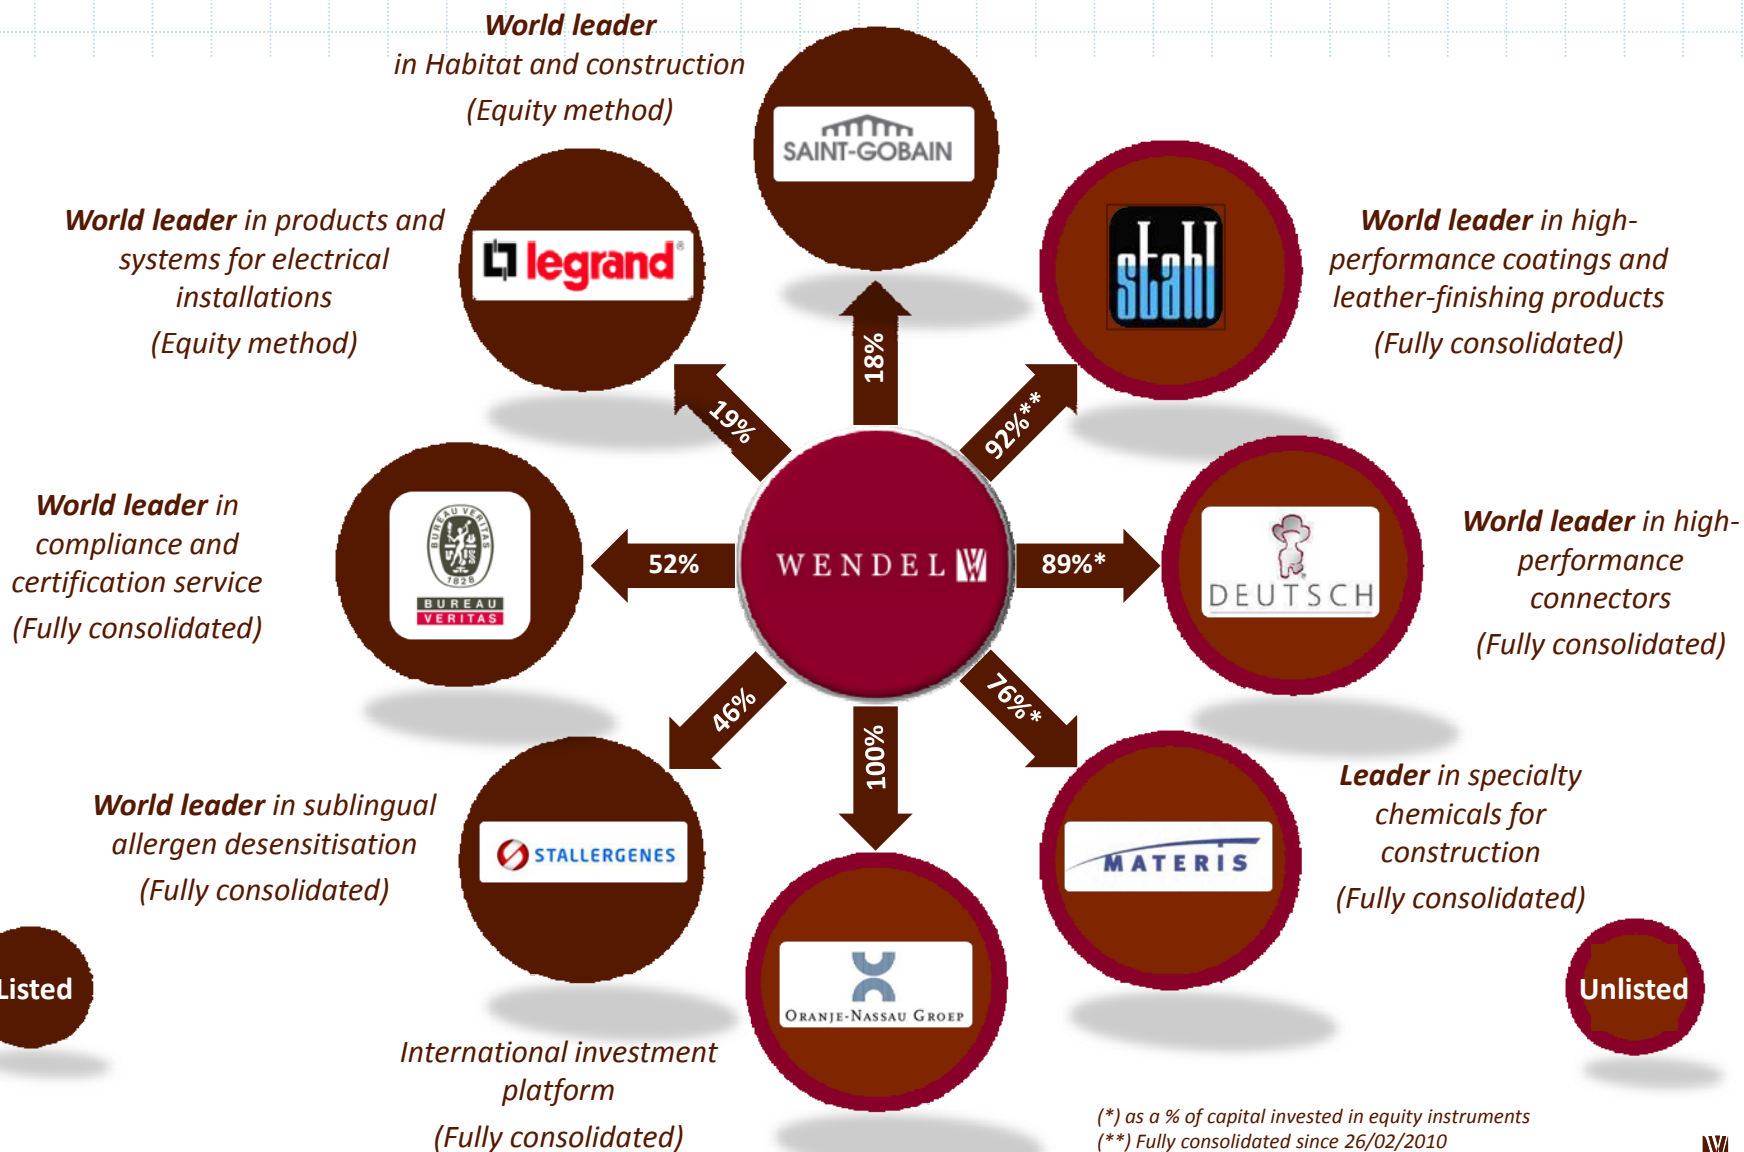 World leader
in Habitat and construction
(Equity method)
SAINT-GOBAIN
World leader in products and
systems for electrical
installations
(Equity method)
legrand®
stahl
World leader in high-
performance coatings and
leather-finishing products
(Fully consolidated)
18%
19%
92%**
World leader in
compliance and
certification service
(Fully consolidated)
BUREAU VERITAS
1828
BUREAU
VERITAS
52%
WENDEL
89%*
DEUTSCH
World leader in high-
performance
connectors
(Fully consolidated)
46%
100%
76%*
World leader in sublingual
allergen desensitisation
(Fully consolidated)
STALLERGENES
MATERIS
Leader in specialty
chemicals for
construction
(Fully consolidated)
ORANJE-NASSAU GROEP
International investment
platform
(Fully consolidated)
Listed
Unlisted
(*) as a % of capital invested in equity instruments
(**) Fully consolidated since 26/02/2010